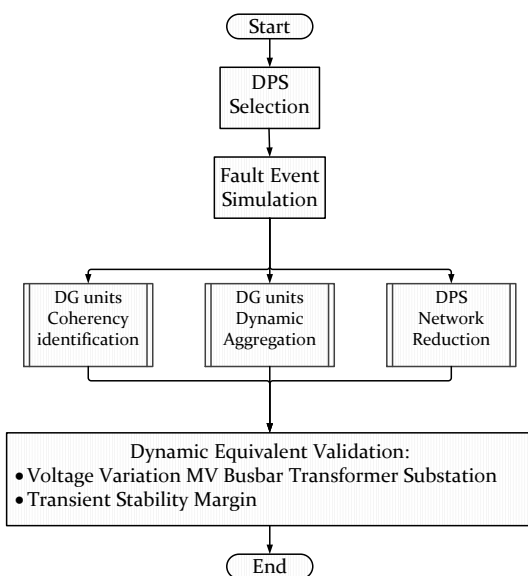 Start
DPS
Selection
Fault Event
Simulation
DG units
Coherency
identification
DG units
Dynamic
Aggregation
DPS
Network
Reduction
Dynamic Equivalent Validation:
• Voltage Variation MV Busbar Transformer Substation
• Transient Stability Margin
End